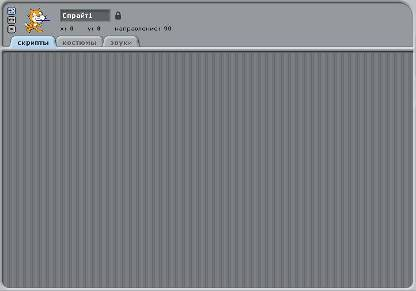 Спрайт1
x: 0 y: 0 направление: 90
скрипты костюмы звуки